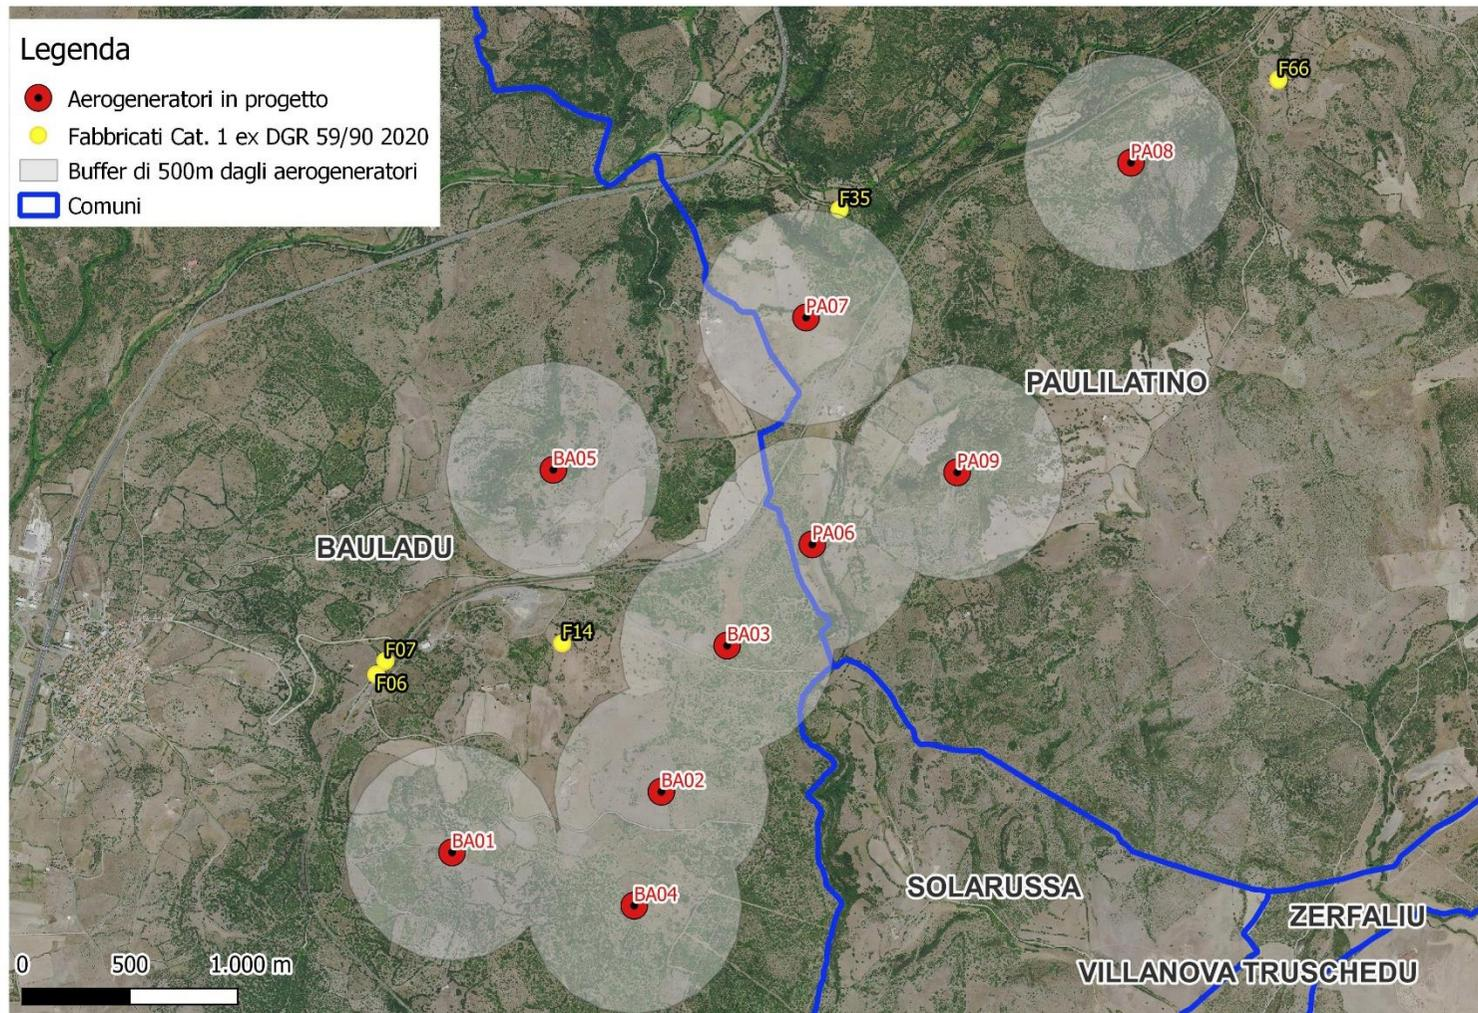 Legenda
Aerogeneratori in progetto
Fabbricati Cat. 1 ex DGR 59/90 2020
Buffer di 500m dagli aerogeneratori
Comuni
F66
PA08
F35
PA07
PAULILATINO
BA05
PA09
PA06
BAULADU
F14
BA03
F07
F06
BA02
BA01
BA04
SOLARUSSA
ZERFALIU
VILLANOVA TRUSCHEDU
0 500 1.000 m